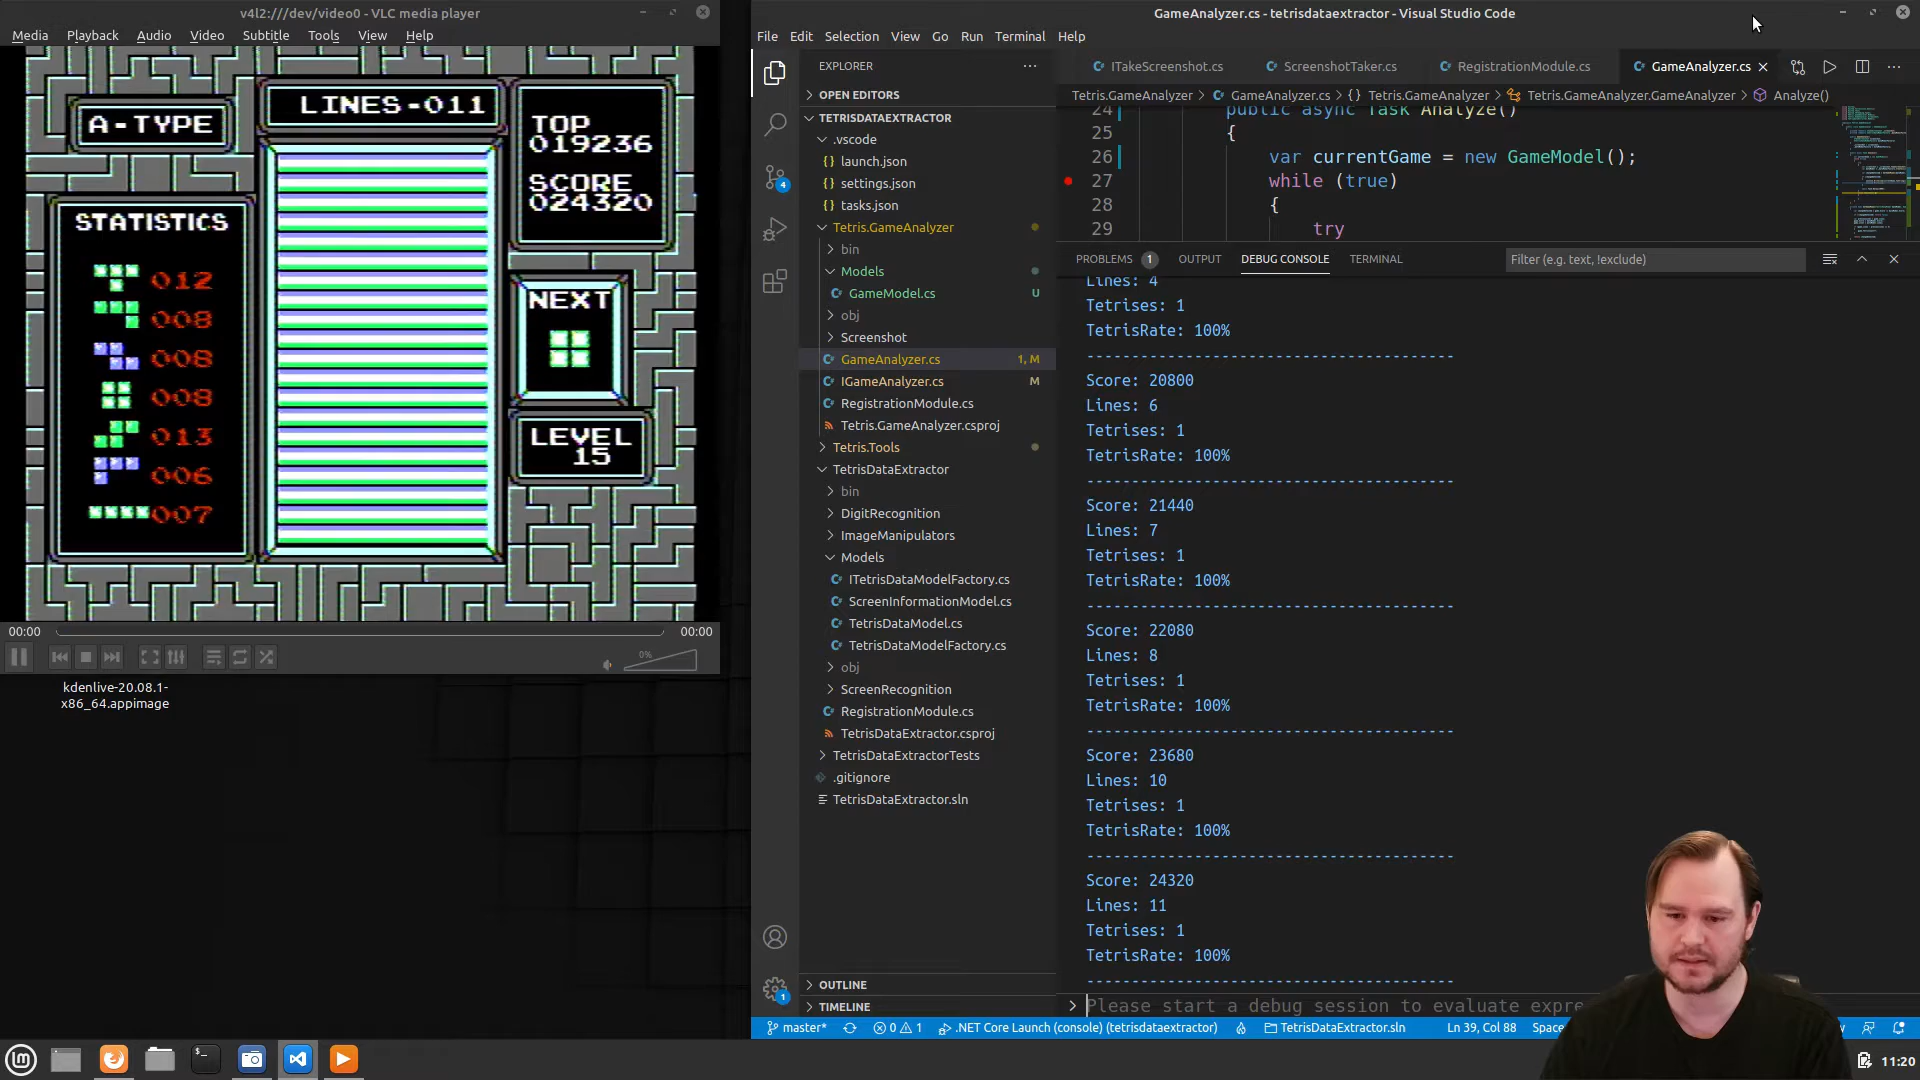 v4l2:///dev/video0 - VLC media player
Media Playback Audio Video Subtitle Tools View Help
A-TYPE
LINES-011
TOP
019236
SCORE
024320
STATISTICS
012
008
008
008
013
006
007
NEXT
LEVEL
15
00:00
00:00
0%
kdenlive-20.08.1-
x86_64.appimage
GameAnalyzer.cs - tetrisdataextractor - Visual Studio Code
File Edit Selection View Go Run Terminal Help
EXPLORER
OPEN EDITORS
TETRISDATAEXTRACTOR
.vscode
launch.json
settings.json
tasks.json
Tetris.GameAnalyzer
bin
Models
GameModel.cs U
obj
Screenshot
GameAnalyzer.cs 1, M
IGameAnalyzer.cs M
RegistrationModule.cs
Tetris.GameAnalyzer.csproj
Tetris.Tools
TetrisDataExtractor
bin
DigitRecognition
ImageManipulators
Models
ITetrisDataModelFactory.cs
ScreenInformationModel.cs
TetrisDataModel.cs
TetrisDataModelFactory.cs
obj
ScreenRecognition
RegistrationModule.cs
TetrisDataExtractor.csproj
TetrisDataExtractorTests
.gitignore
TetrisDataExtractor.sln
OUTLINE
TIMELINE
4
1
ITakeScreenshot.cs ScreenshotTaker.cs RegistrationModule.cs GameAnalyzer.cs
Tetris.GameAnalyzer > GameAnalyzer.cs > {} Tetris.GameAnalyzer > Tetris.GameAnalyzer.GameAnalyzer > Analyze()
24 public async Task Analyze()
25 {
26 var currentGame = new GameModel();
27 while (true)
28 {
29 try
PROBLEMS 1 OUTPUT DEBUG CONSOLE TERMINAL
Filter (e.g. text, !exclude)
Lines: 4
Tetrises: 1
TetrisRate: 100%
-----------------------------------------
Score: 20800
Lines: 6
Tetrises: 1
TetrisRate: 100%
-----------------------------------------
Score: 21440
Lines: 7
Tetrises: 1
TetrisRate: 100%
-----------------------------------------
Score: 22080
Lines: 8
Tetrises: 1
TetrisRate: 100%
-----------------------------------------
Score: 23680
Lines: 10
Tetrises: 1
TetrisRate: 100%
-----------------------------------------
Score: 24320
Lines: 11
Tetrises: 1
TetrisRate: 100%
-----------------------------------------
Please start a debug session to evaluate expre
master* 0 1 .NET Core Launch (console) (tetrisdataextractor) TetrisDataExtractor.sln Ln 39, Col 88 Space
11:20